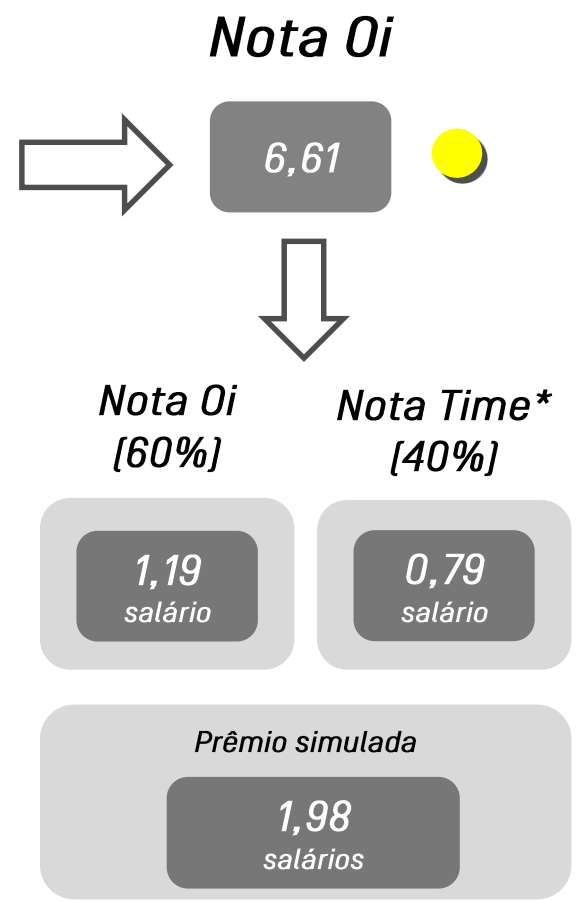 Nota Oi
6,61
Nota Oi
(60%)
Nota Time*
(40%)
1,19
salário
0,79
salário
Prêmio simulada
1,98
salários